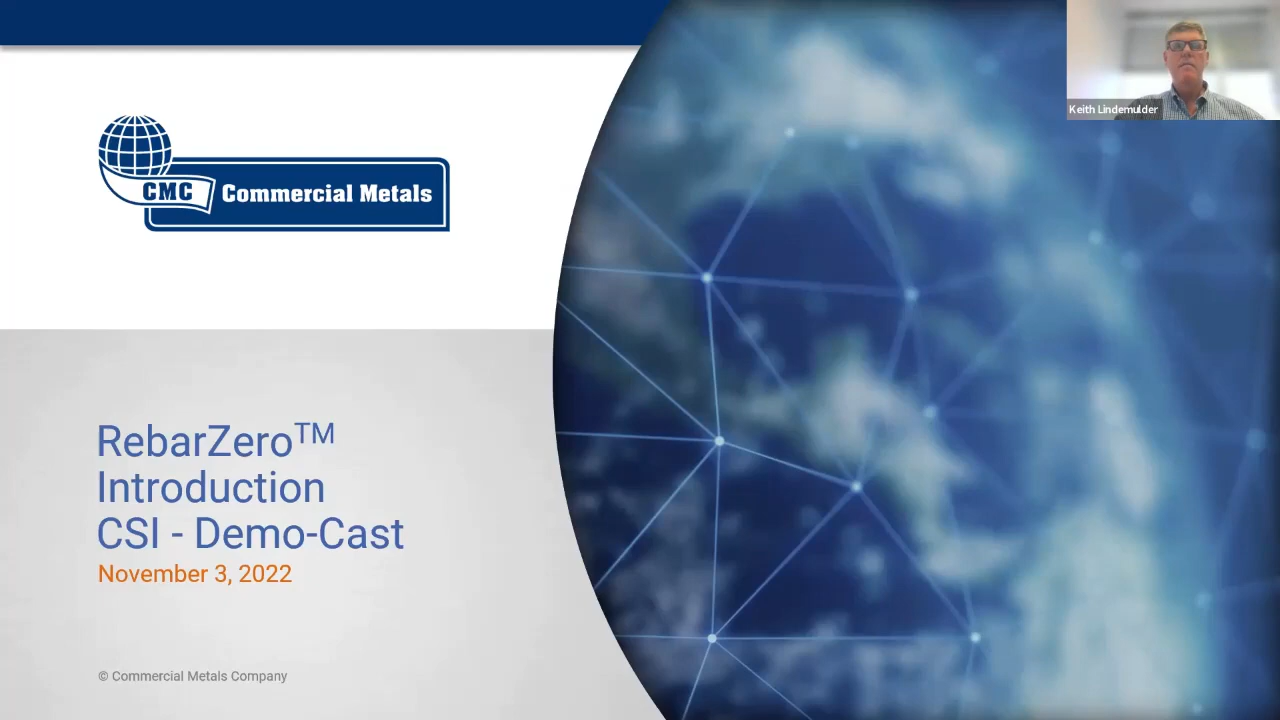 Keith Lindemulder
CMC Commercial Metals
RebarZero™
Introduction
CSI - Demo-Cast
November 3, 2022
© Commercial Metals Company